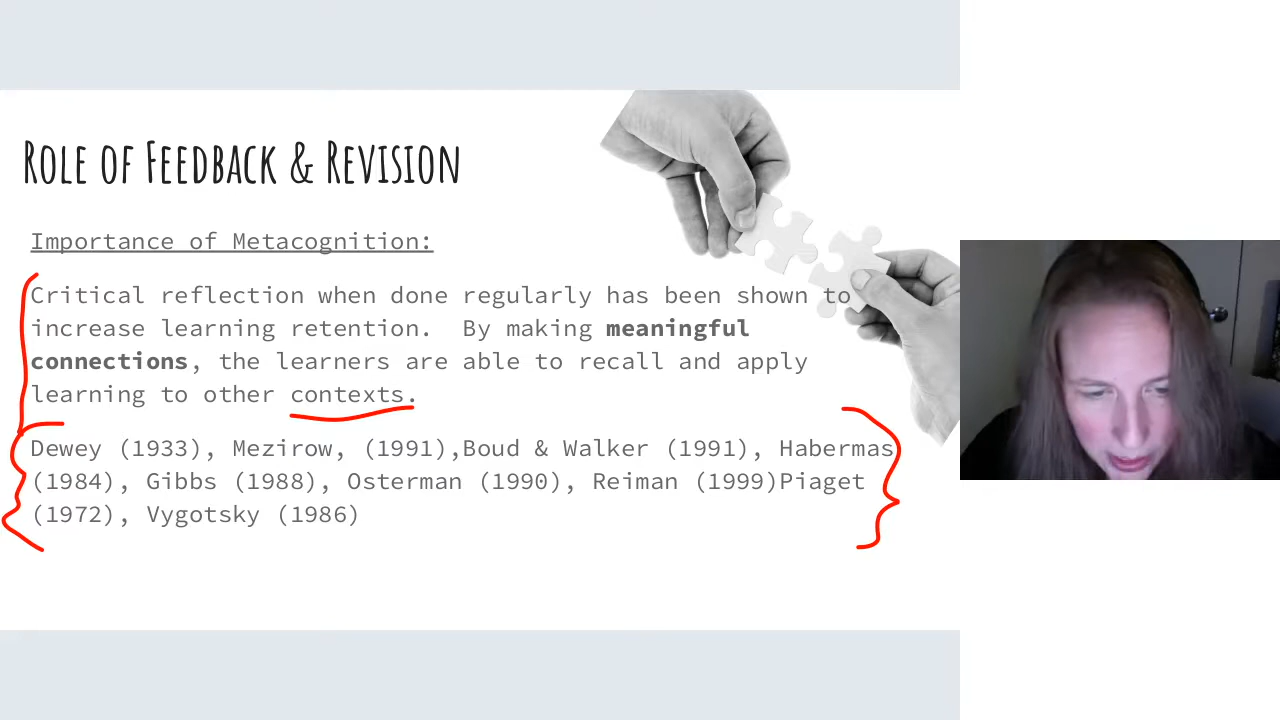 ROLE OF FEEDBACK & REVISION
Importance of Metacognition:
Critical reflection when done regularly has been shown to
increase learning retention.  By making meaningful
connections, the learners are able to recall and apply
learning to other contexts.
Dewey (1933), Mezirow, (1991),Boud & Walker (1991), Habermas
(1984), Gibbs (1988), Osterman (1990), Reiman (1999)Piaget
(1972), Vygotsky (1986)